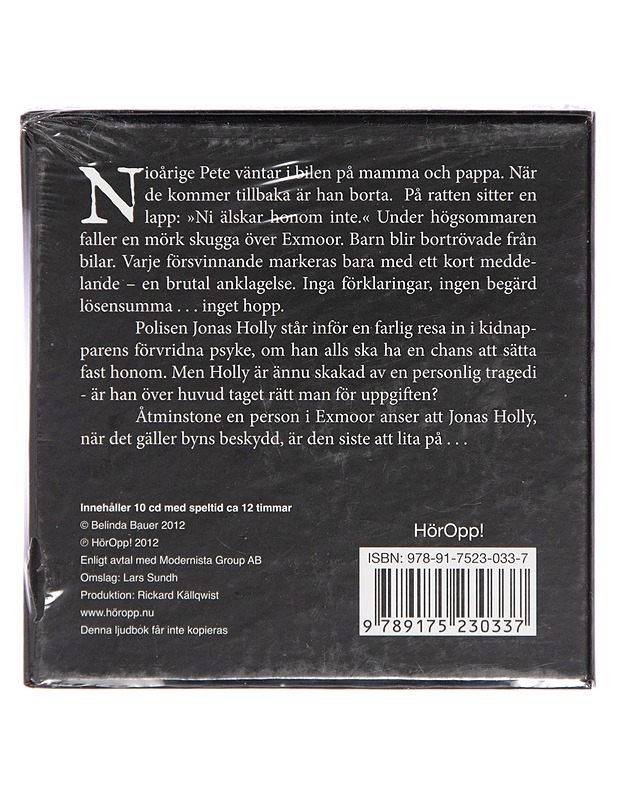 Nioårige Pete väntar i bilen på mamma och pappa. När
de kommer tillbaka är han borta. På ratten sitter en
lapp: »Ni älskar honom inte.« Under högsommaren
faller en mörk skugga över Exmoor. Barn blir bortrövade från
bilar. Varje försvinnande markeras bara med ett kort medde-
lande – en brutal anklagelse. Inga förklaringar, ingen begärd
lösensumma . . . inget hopp.
Polisen Jonas Holly står inför en farlig resa in i kidnap-
parens förvridna psyke, om han alls ska ha en chans att sätta
fast honom. Men Holly är ännu skakad av en personlig tragedi
- är han över huvud taget rätt man för uppgiften?
Åtminstone en person i Exmoor anser att Jonas Holly,
när det gäller byns beskydd, är den siste att lita på . . .
Innehåller 10 cd med speltid ca 12 timmar
© Belinda Bauer 2012
℗ HörOpp! 2012
Enligt avtal med Modernista Group AB
Omslag: Lars Sundh
Produktion: Rickard Källqwist
www.höropp.nu
Denna ljudbok får inte kopieras
HörOpp!
ISBN: 978-91-7523-033-7
9 789175 230337